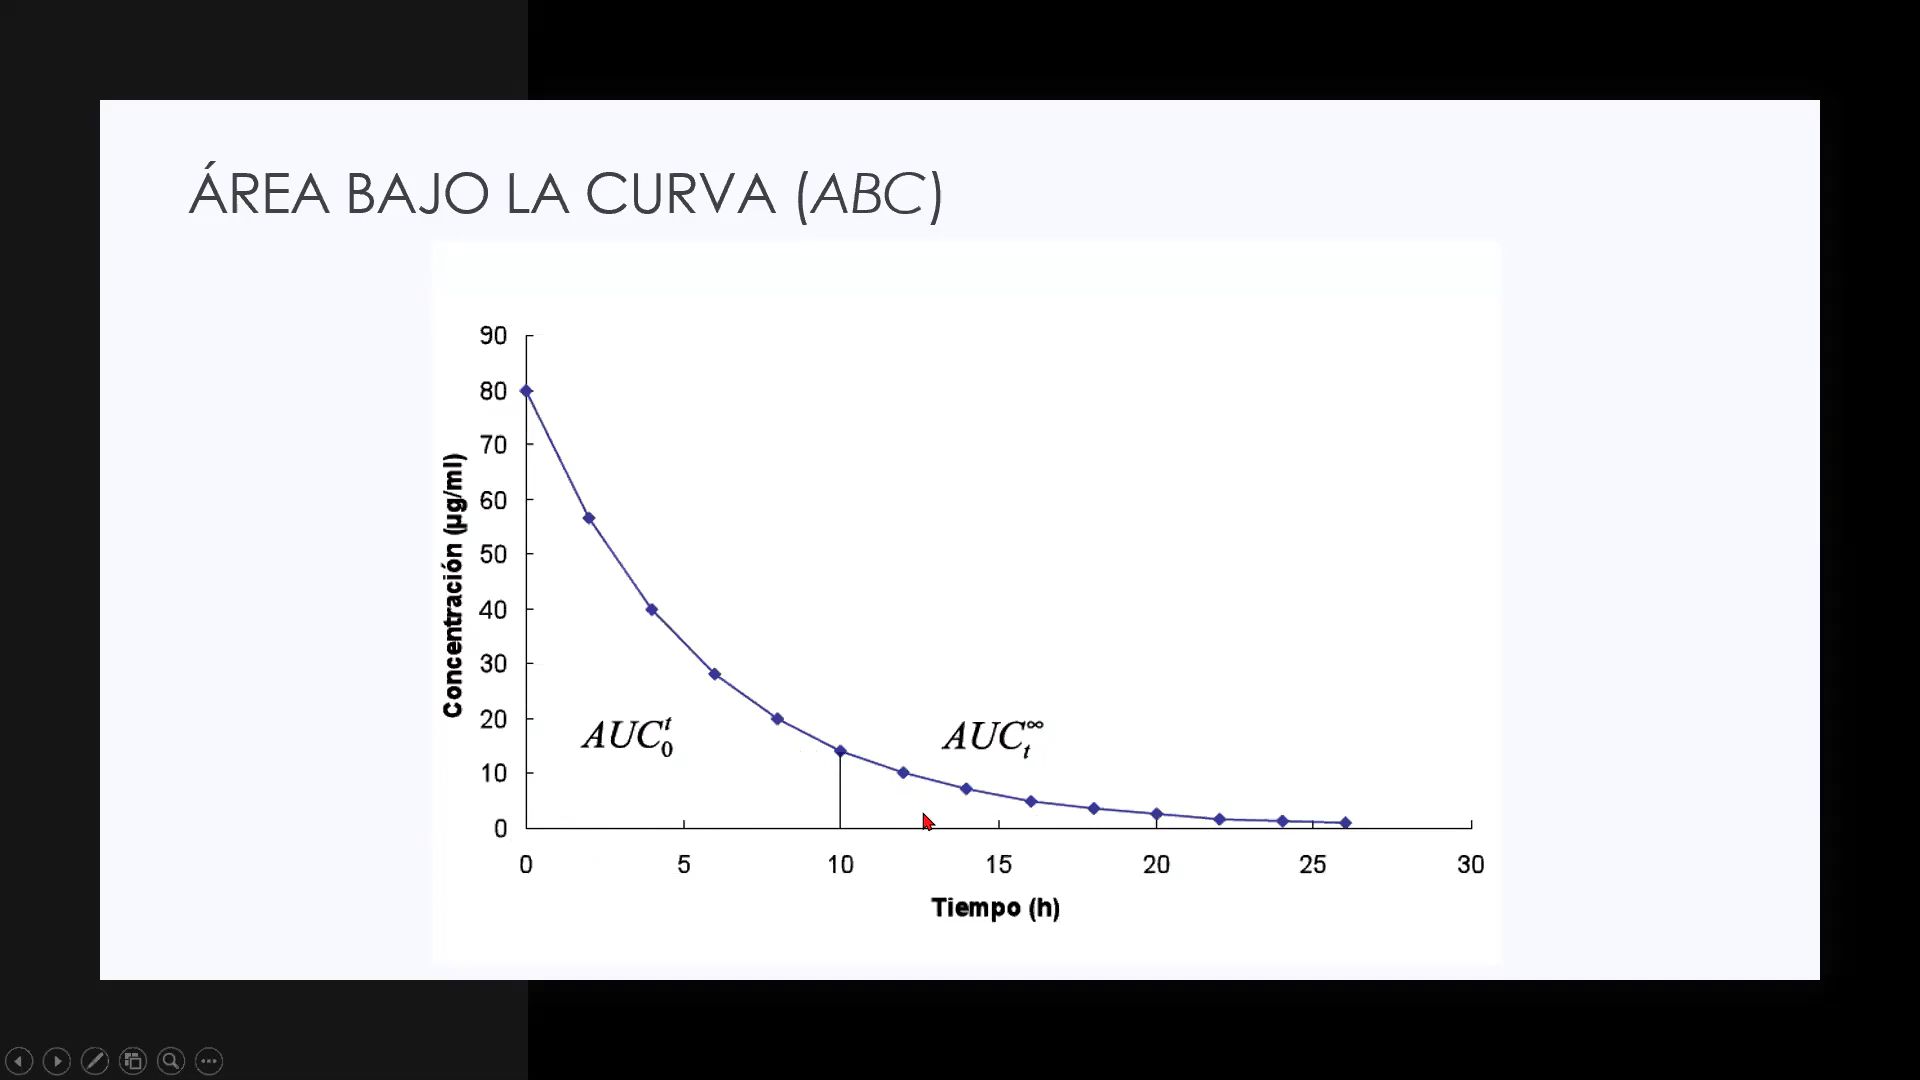 ÁREA BAJO LA CURVA (ABC)
90
80
70
60
50
40
30
20
10
0
Concentración (µg/ml)
AUC₀ᵗ
AUCₜ∞
0 5 10 15 20 25 30
Tiempo (h)